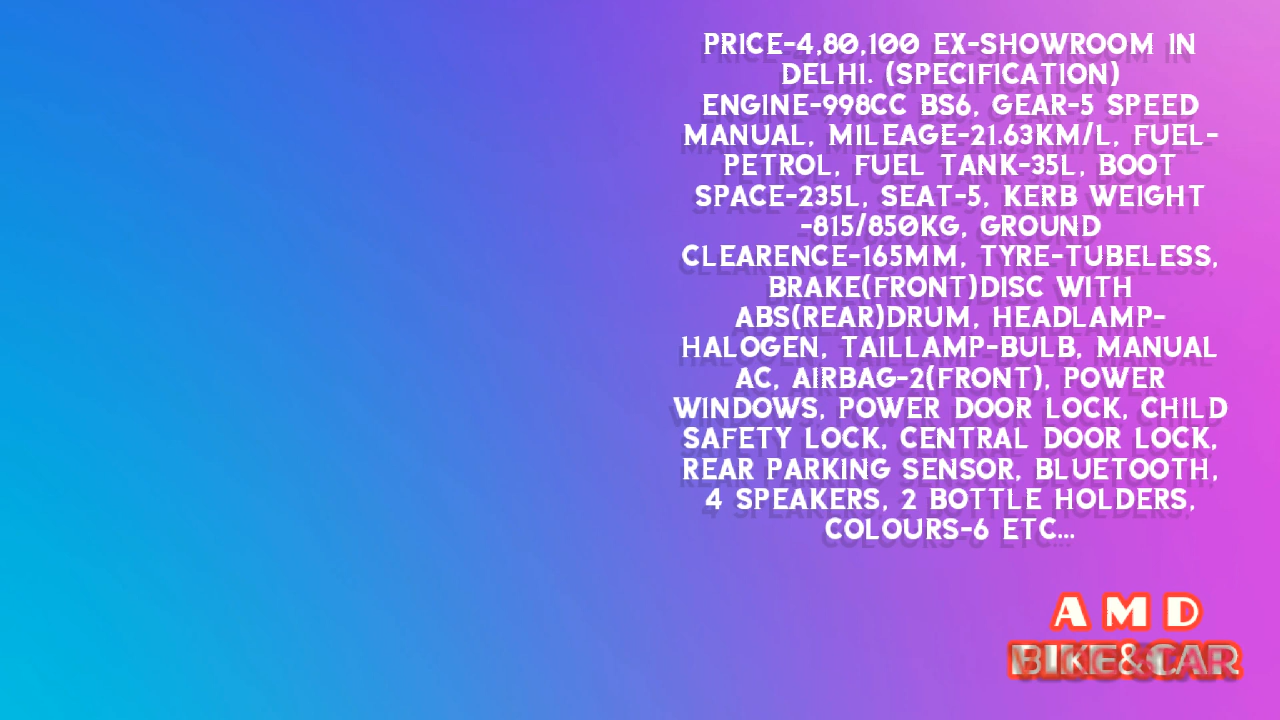 PRICE-4,80,100 EX-SHOWROOM IN
DELHI. (SPECIFICATION)
ENGINE-998CC BS6, GEAR-5 SPEED
MANUAL, MILEAGE-21.63KM/L, FUEL-
PETROL, FUEL TANK-35L, BOOT
SPACE-235L, SEAT-5, KERB WEIGHT
-815/850KG, GROUND
CLEARENCE-165MM, TYRE-TUBELESS,
BRAKE(FRONT)DISC WITH
ABS(REAR)DRUM, HEADLAMP-
HALOGEN, TAILLAMP-BULB, MANUAL
AC, AIRBAG-2(FRONT), POWER
WINDOWS, POWER DOOR LOCK, CHILD
SAFETY LOCK, CENTRAL DOOR LOCK,
REAR PARKING SENSOR, BLUETOOTH,
4 SPEAKERS, 2 BOTTLE HOLDERS,
COLOURS-6 ETC...
AMD
BIKE&CAR